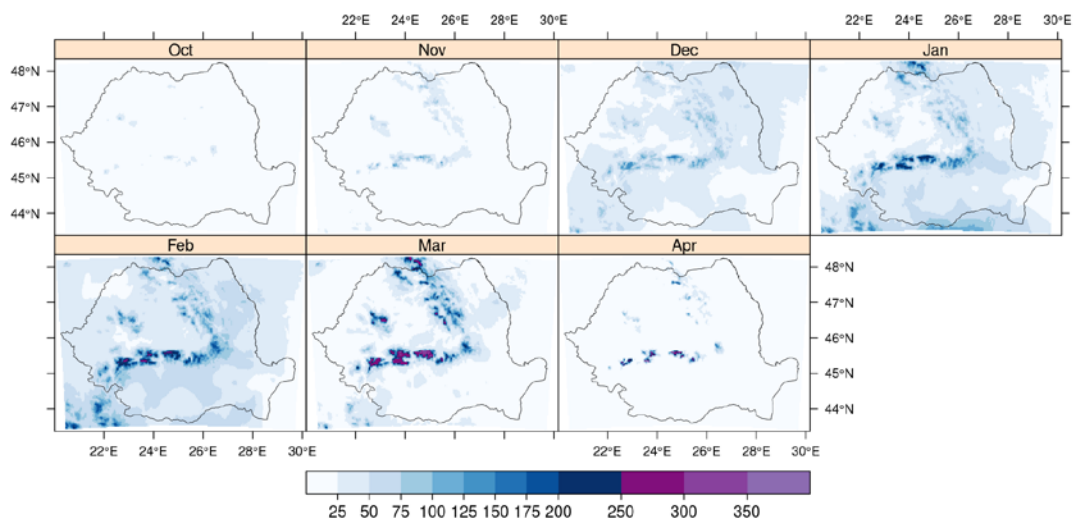 22°E 24°E 26°E 28°E 30°E 22°E 24°E 26°E 28°E 30°E
Oct Nov Dec Jan
48°N
47°N
46°N
45°N
44°N
Feb Mar Apr
48°N
47°N
46°N
45°N
44°N
22°E 24°E 26°E 28°E 30°E 22°E 24°E 26°E 28°E 30°E
25 50 75 100 125 150 175 200 250 300 350